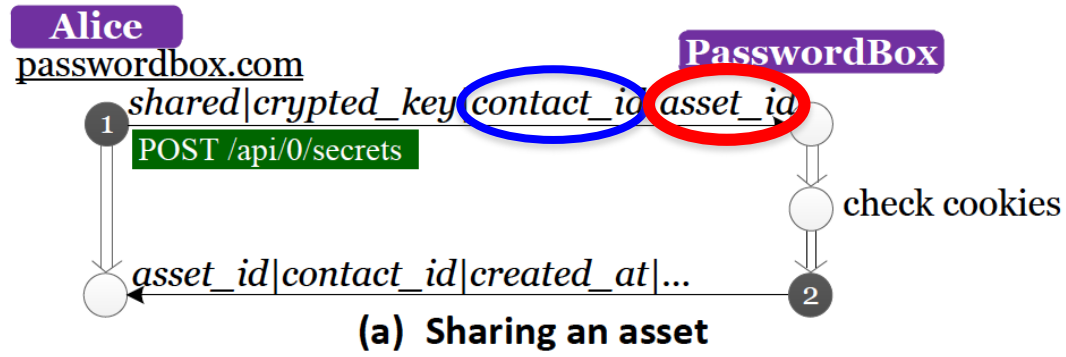 Alice
PasswordBox
passwordbox.com
shared|crypted_key|contact_id|asset_id
1
POST /api/0/secrets
check cookies
asset_id|contact_id|created_at|...
2
(a) Sharing an asset